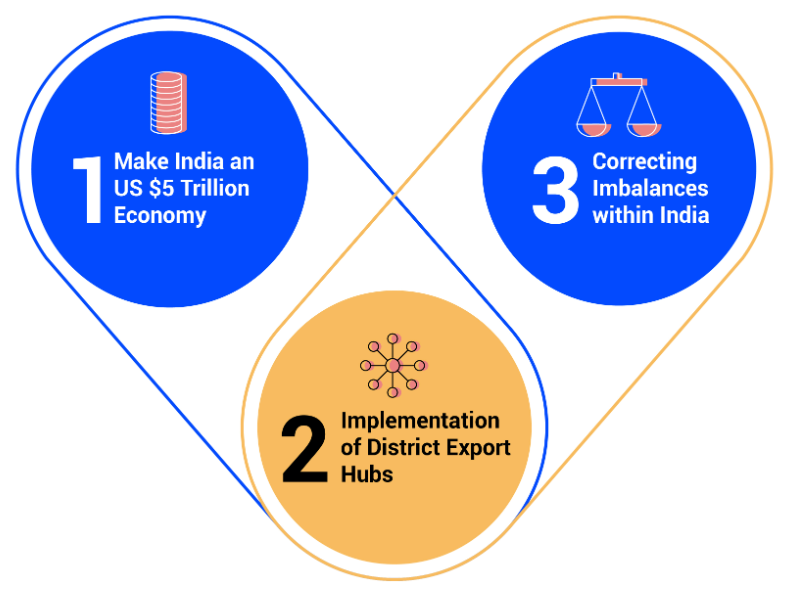 1
Make India an
US $5 Trillion
Economy
2
Implementation
of District Export
Hubs
3
Correcting
Imbalances
within India